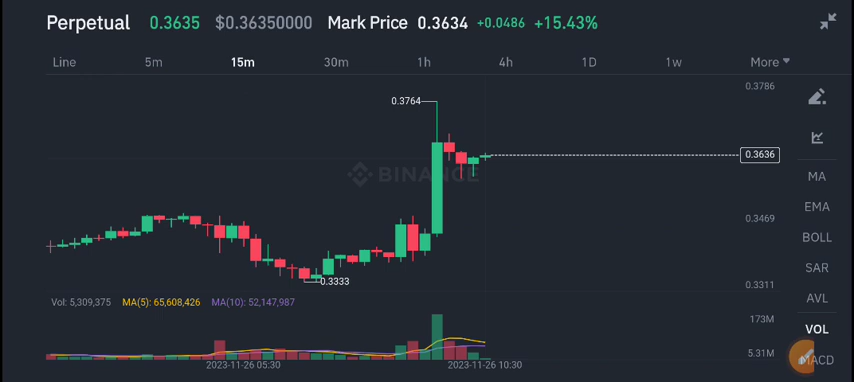 Perpetual 0.3635 $0.36350000 Mark Price 0.3634 +0.0486 +15.43%
Line 5m 15m 30m 1h 4h 1D 1w More
0.3786
0.3764
0.3636
BINANCE
MA
EMA
0.3469
BOLL
SAR
0.3333
0.3311
AVL
Vol: 5,309,375 MA(5): 65,608,426 MA(10): 52,147,987
173M
VOL
5.31M
MACD
2023-11-26 05:30 2023-11-26 10:30